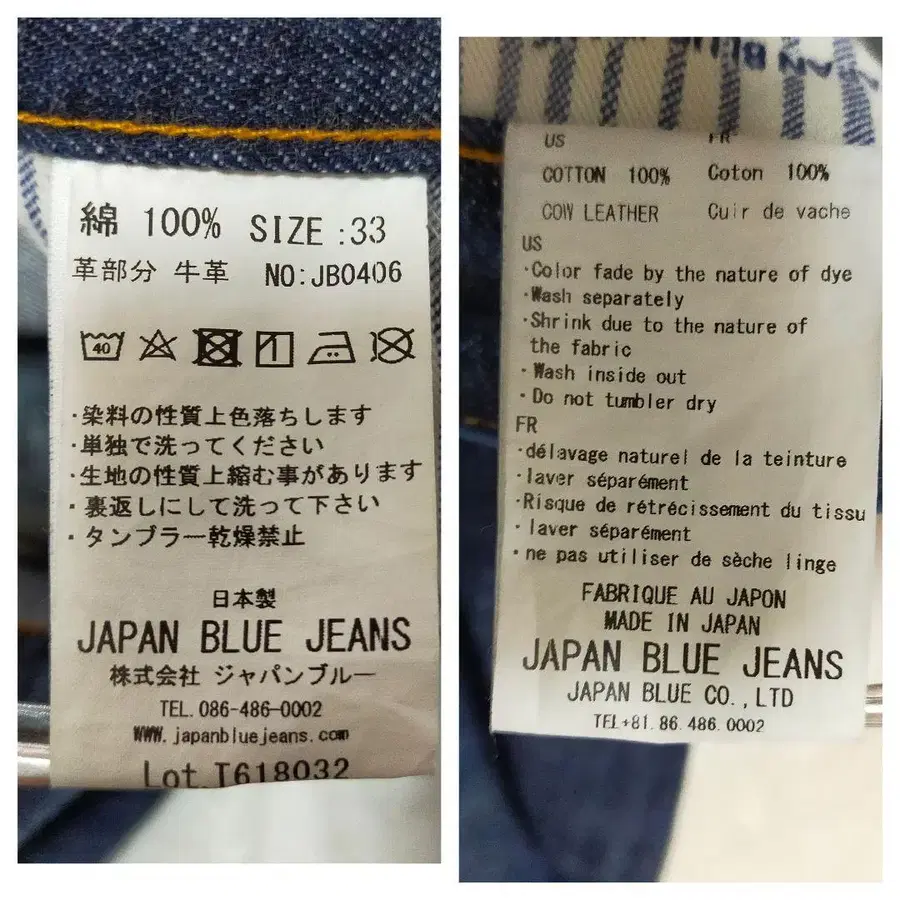 綿 100% SIZE :33
革部分 牛革 NO:JB0406
40
・染料の性質上色落ちします
・単独で洗ってください
・生地の性質上縮む事があります
・裏返しにして洗って下さい
・タンブラー乾燥禁止
日本製
JAPAN BLUE JEANS
株式会社 ジャパンブルー
TEL. 086-486-0002
WWW.japanbluejeans.com
Lot.T618032
US FR
COTTON 100% Coton 100%
COW LEATHER Cuir de vache
US
·Color fade by the nature of dye
·Wash separately
·Shrink due to the nature of
the fabric
·Wash inside out
·Do not tumbler dry
FR
·délavage naturel de la teinture
·laver séparément
·Risque de rétrécissement du tissu
·laver séparément
·ne pas utiliser de sèche linge
FABRIQUE AU JAPON
MADE IN JAPAN
JAPAN BLUE JEANS
JAPAN BLUE CO.,LTD
TEL+81.86.486.0002